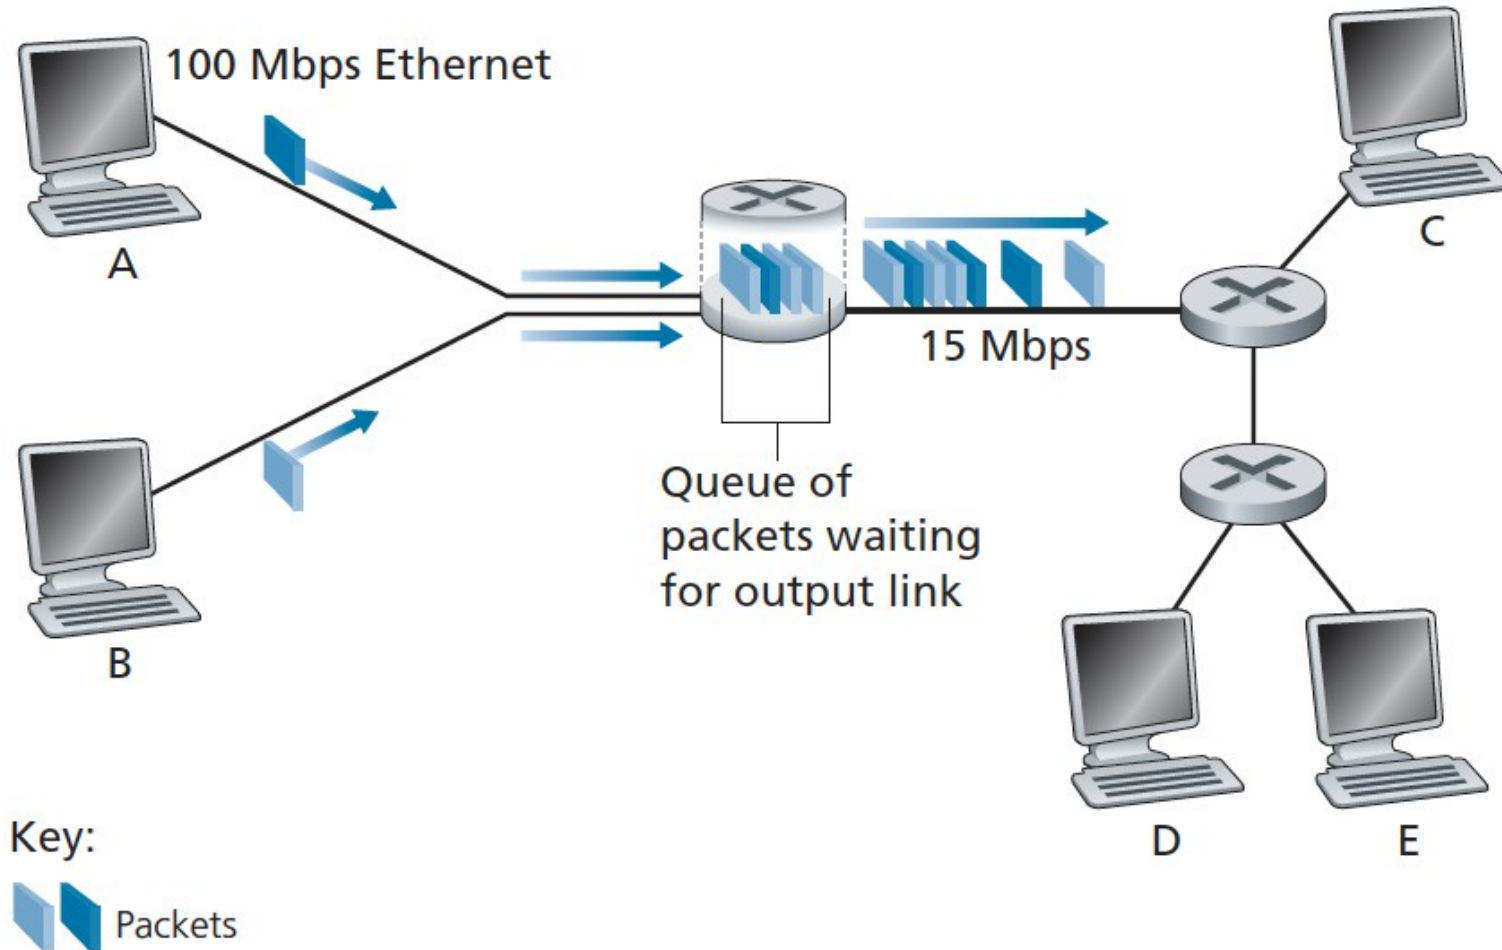 100 Mbps Ethernet
A
C
15 Mbps
B
Queue of
packets waiting
for output link
D
E
Key:
Packets